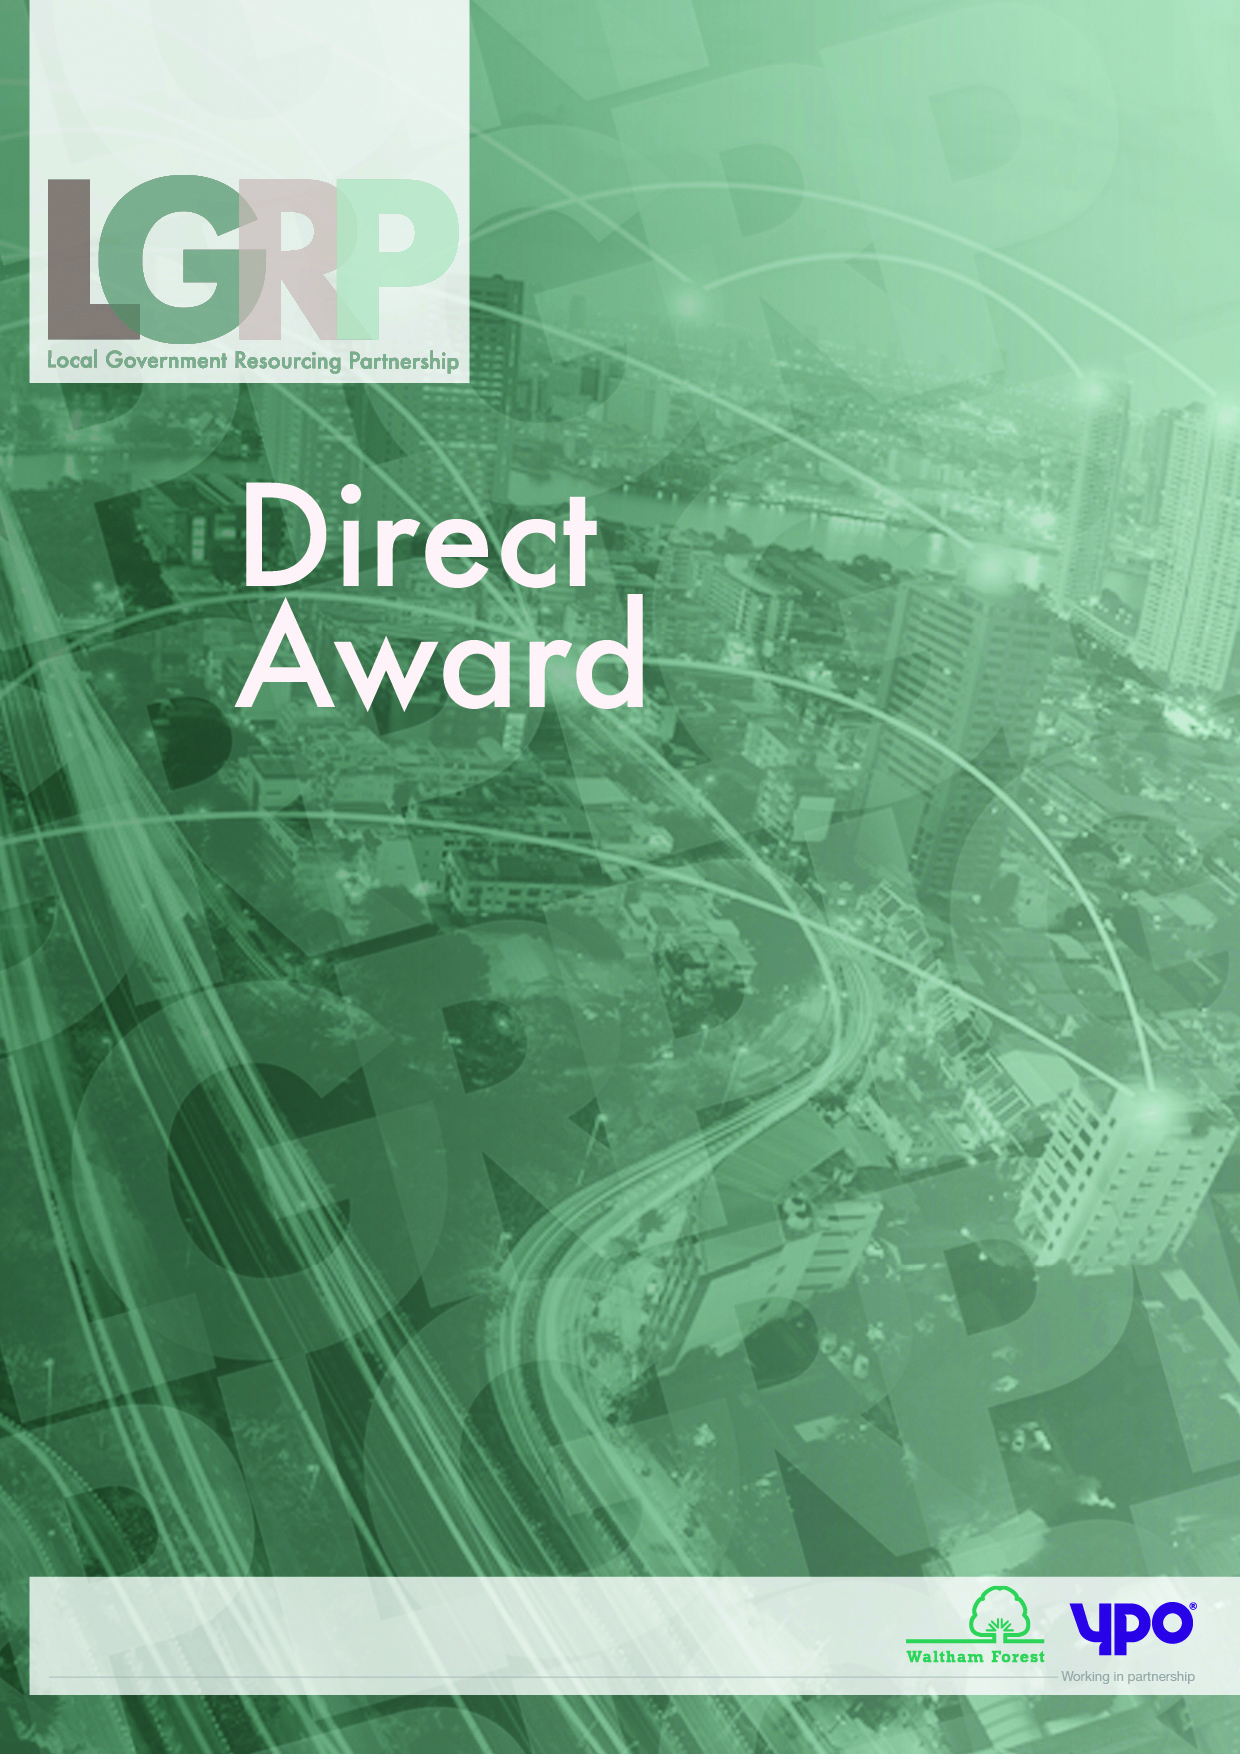 LGRP
Local Government Resourcing Partnership
Direct
Award
Waltham Forest
ypo®
Working in partnership